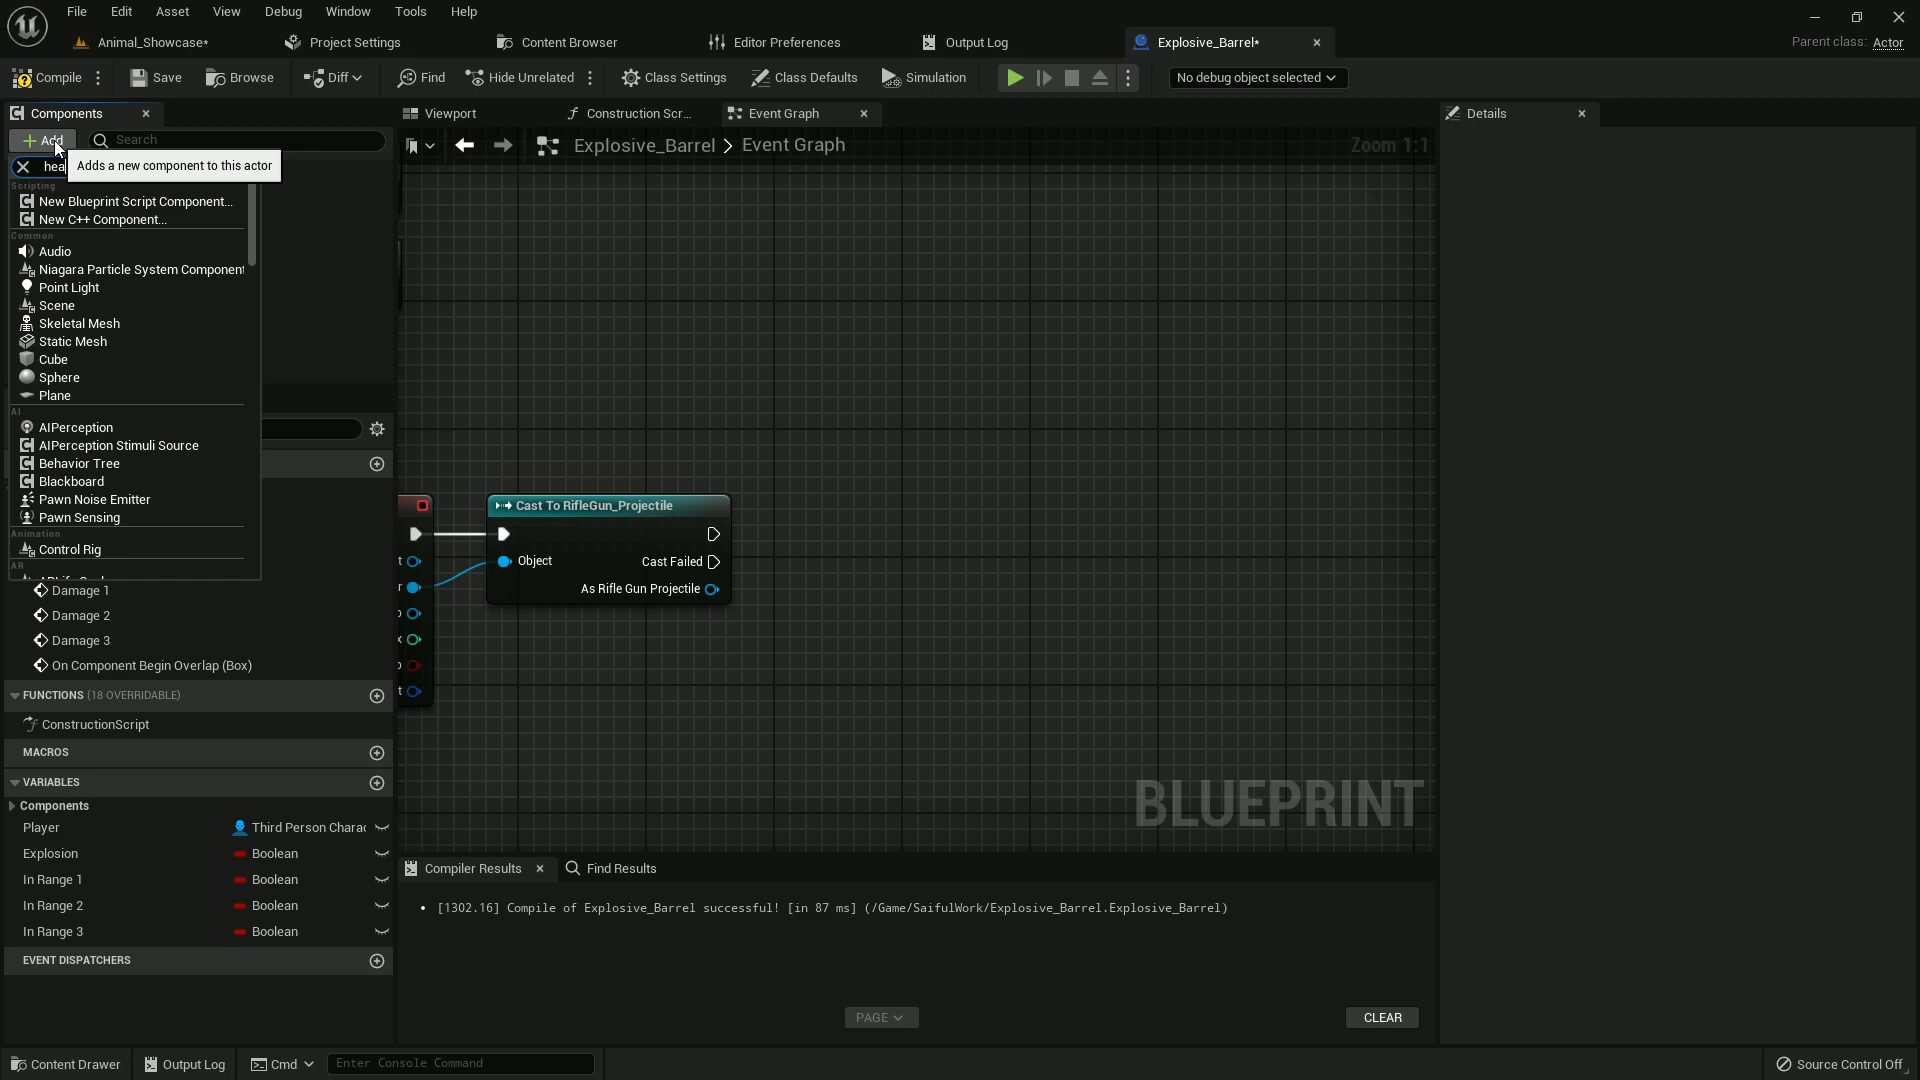 File Edit Asset View Debug Window Tools Help
Animal_Showcase* Project Settings Content Browser Editor Preferences Output Log Explosive_Barrel* Parent class: Actor
Compile Save Browse Diff Find Hide Unrelated Class Settings Class Defaults Simulation No debug object selected
Components Viewport Construction Scr... Event Graph Details
Add Search Explosive_Barrel > Event Graph Zoom 1:1
hea Adds a new component to this actor
Scripting
New Blueprint Script Component...
New C++ Component...
Common
Audio
Niagara Particle System Component
Point Light
Scene
Skeletal Mesh
Static Mesh
Cube
Sphere
Plane
AI
AIPerception
AIPerception Stimuli Source
Behavior Tree
Blackboard
Pawn Noise Emitter
Pawn Sensing
Animation
Control Rig
AR
Cast To RifleGun_Projectile
t Object Cast Failed
r As Rifle Gun Projectile
Damage 1
Damage 2
Damage 3
On Component Begin Overlap (Box)
FUNCTIONS (18 OVERRIDABLE)
ConstructionScript
MACROS
VARIABLES
Components
Player Third Person Charac
Explosion Boolean
In Range 1 Boolean
In Range 2 Boolean
In Range 3 Boolean
EVENT DISPATCHERS
BLUEPRINT
Compiler Results Find Results
• [1302.16] Compile of Explosive_Barrel successful! [in 87 ms] (/Game/SaifulWork/Explosive_Barrel.Explosive_Barrel)
PAGE CLEAR
Content Drawer Output Log Cmd Enter Console Command Source Control Off